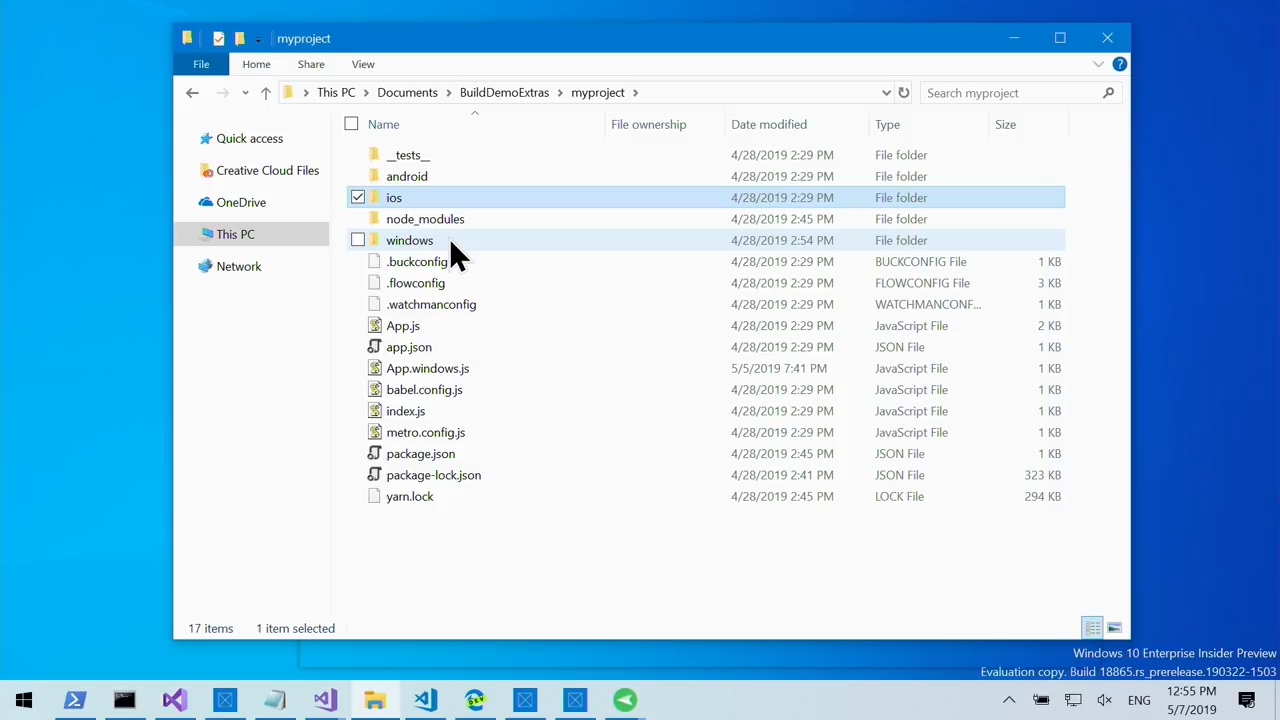 myproject
File Home Share View
This PC Documents BuildDemoExtras myproject Search myproject
Name File ownership Date modified Type Size
Quick access
Creative Cloud Files
OneDrive
This PC
Network
__tests__ 4/28/2019 2:29 PM File folder
android 4/28/2019 2:29 PM File folder
ios 4/28/2019 2:29 PM File folder
node_modules 4/28/2019 2:45 PM File folder
windows 4/28/2019 2:54 PM File folder
.buckconfig 4/28/2019 2:29 PM BUCKCONFIG File 1 KB
.flowconfig 4/28/2019 2:29 PM FLOWCONFIG File 3 KB
.watchmanconfig 4/28/2019 2:29 PM WATCHMANCONF... 1 KB
App.js 4/28/2019 2:29 PM JavaScript File 2 KB
app.json 4/28/2019 2:29 PM JSON File 1 KB
App.windows.js 5/5/2019 7:41 PM JavaScript File 1 KB
babel.config.js 4/28/2019 2:29 PM JavaScript File 1 KB
index.js 4/28/2019 2:29 PM JavaScript File 1 KB
metro.config.js 4/28/2019 2:29 PM JavaScript File 1 KB
package.json 4/28/2019 2:45 PM JSON File 1 KB
package-lock.json 4/28/2019 2:41 PM JSON File 323 KB
yarn.lock 4/28/2019 2:45 PM LOCK File 294 KB
17 items 1 item selected
Windows 10 Enterprise Insider Preview
Evaluation copy. Build 18865.rs_prerelease.190322-1503
ENG 12:55 PM
5/7/2019